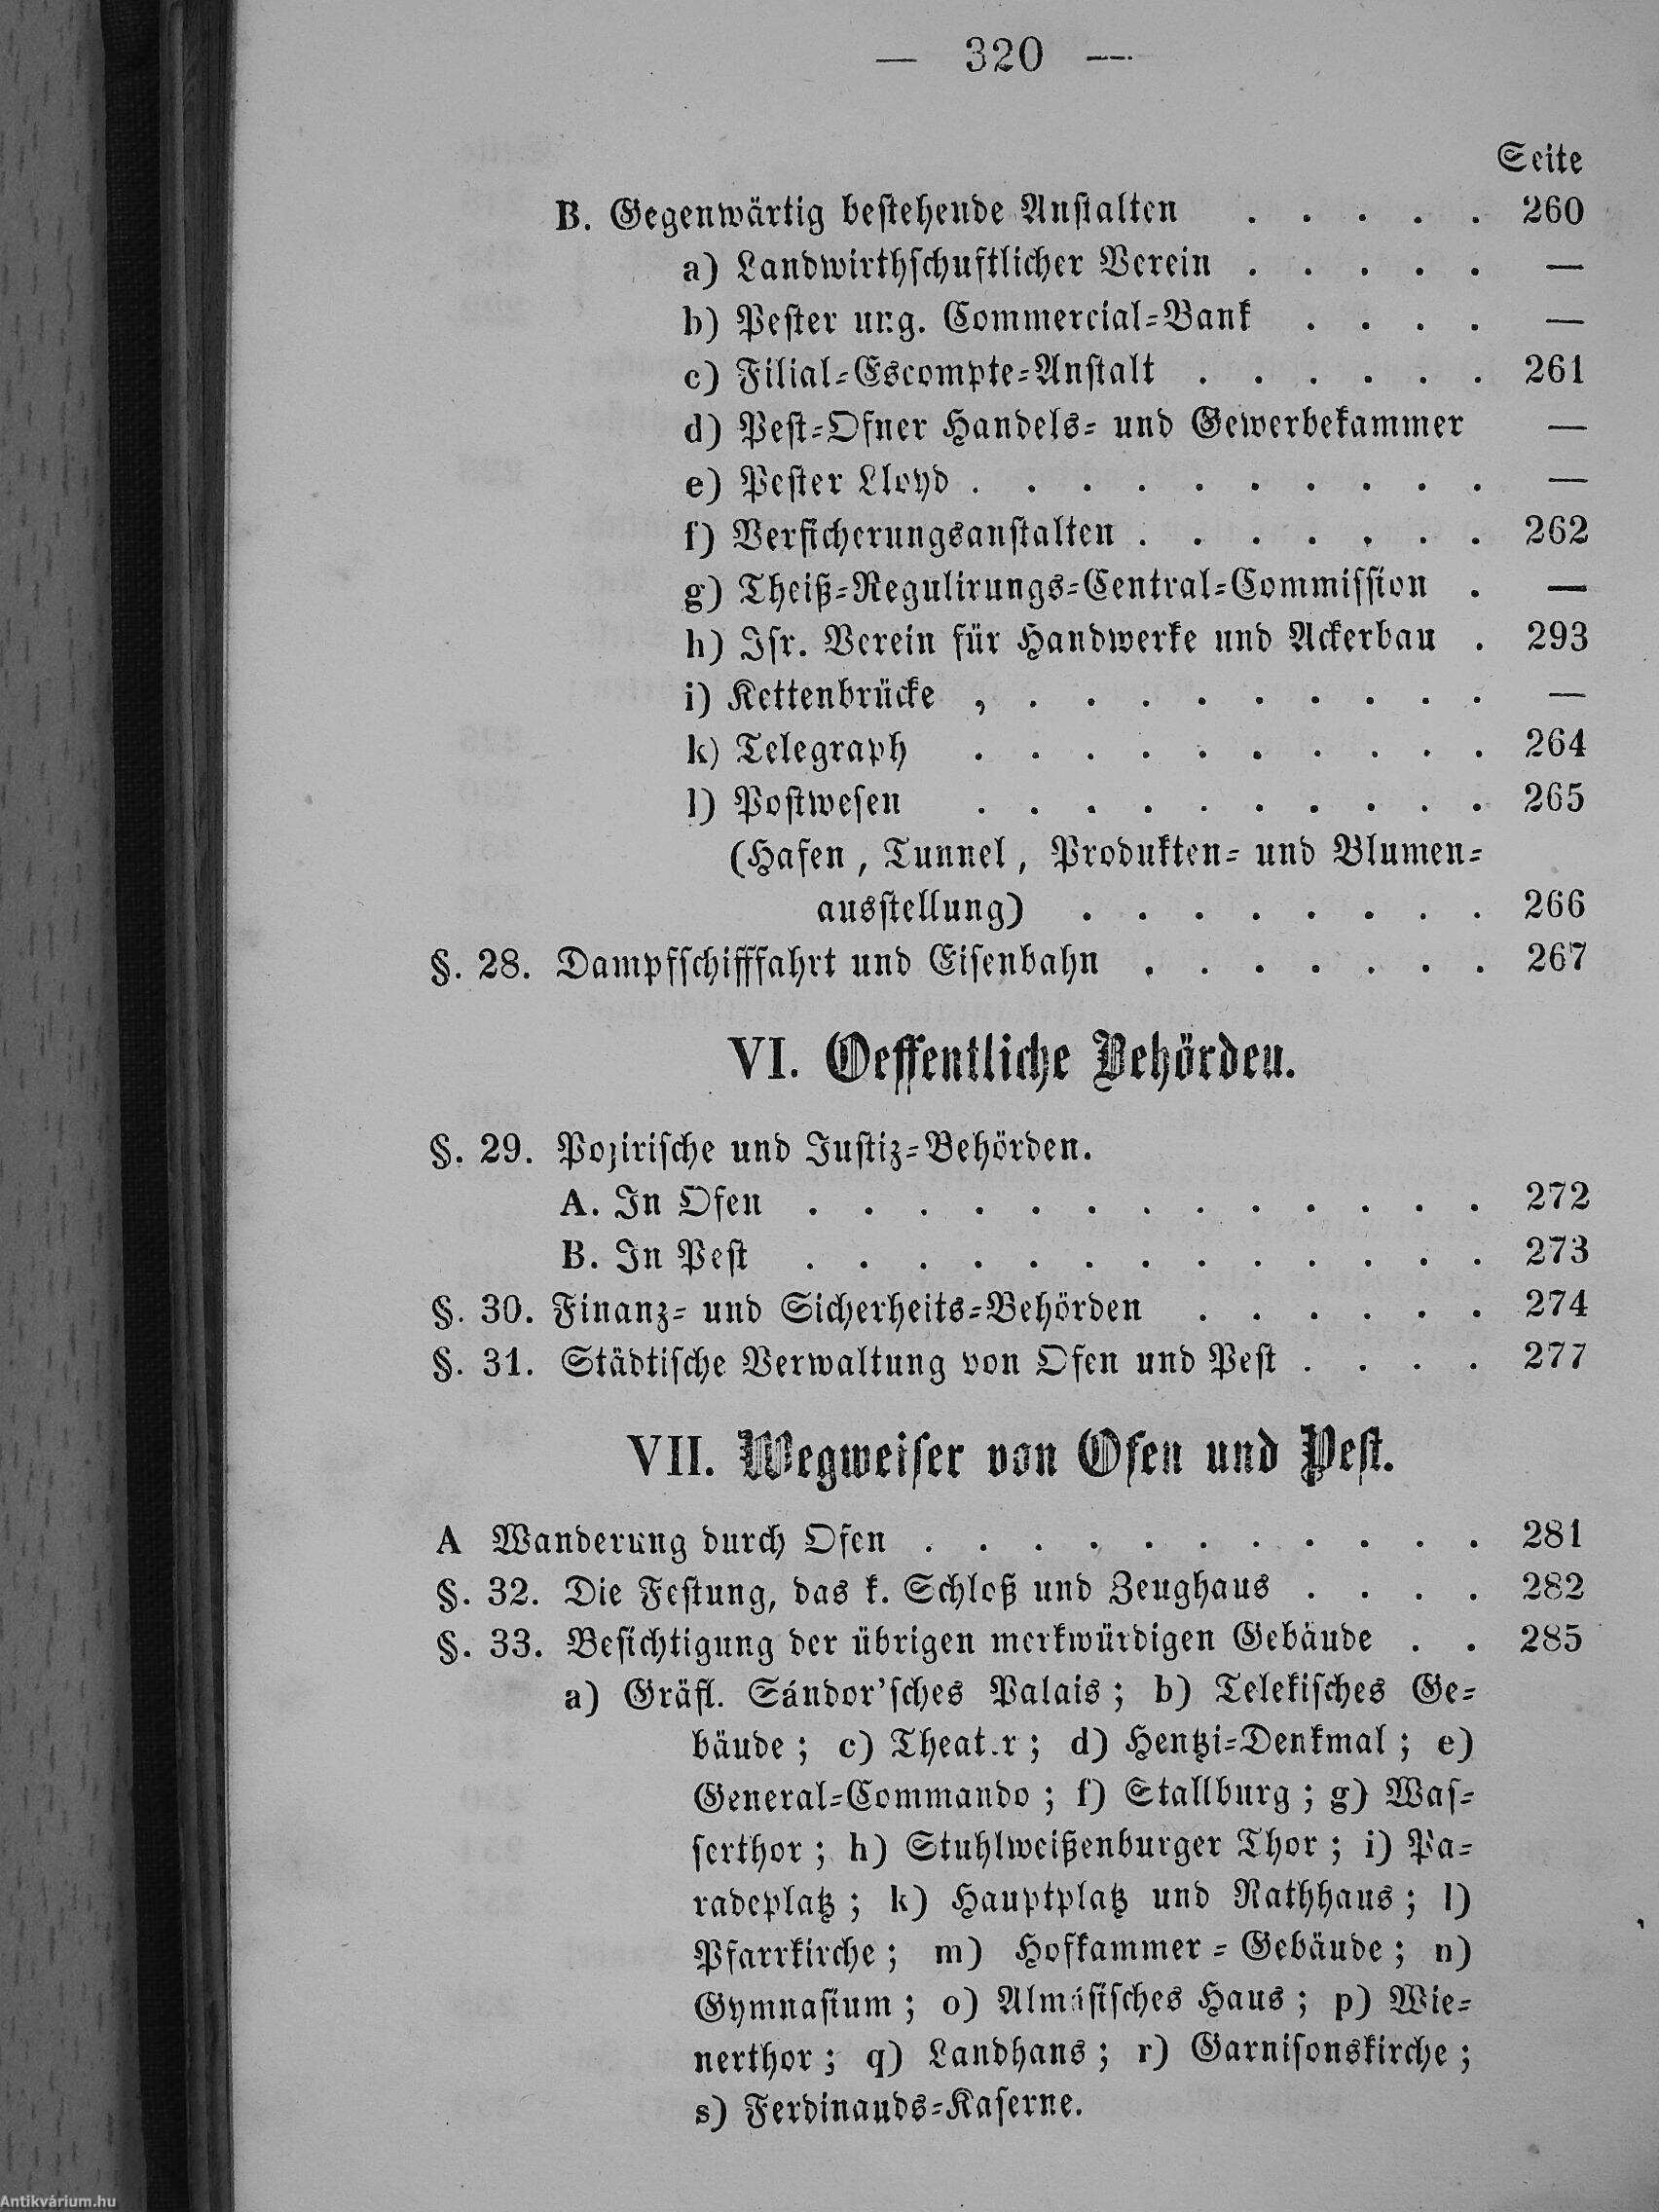 — 320 —
Seite
B. Gegenwärtig bestehende Anstalten . . . . . 260
a) Landwirthschuftlicher Verein . . . . . —
b) Pester ung. Commercial-Bank . . . . —
c) Filial-Escompte-Anstalt . . . . . . 261
d) Pest-Ofner Handels- und Gewerbekammer —
e) Pester Lloyd . . . . . . . . . . —
f) Versicherungsanstalten . . . . . . . 262
g) Theiß-Regulirungs-Central-Commission . —
h) Isr. Verein für Handwerke und Ackerbau . 293
i) Kettenbrücke , . . . . . . . . . —
k) Telegraph . . . . . . . . . . 264
l) Postwesen . . . . . . . . . . 265
(Hafen, Tunnel, Produkten- und Blumen-
ausstellung) . . . . . . . . 266
§. 28. Dampfschifffahrt und Eisenbahn . . . . . . . 267
VI. Oeffentliche Behörden.
§. 29. Pozirische und Justiz-Behörden.
A. In Ofen . . . . . . . . . . . . . 272
B. In Pest . . . . . . . . . . . . . 273
§. 30. Finanz- und Sicherheits-Behörden . . . . . . 274
§. 31. Städtische Verwaltung von Ofen und Pest . . . . 277
VII. Wegweiser von Ofen und Pest.
A Wanderung durch Ofen . . . . . . . . . . . 281
§. 32. Die Festung, das k. Schloß und Zeughaus . . . . 282
§. 33. Besichtigung der übrigen merkwürdigen Gebäude . . 285
a) Gräfl. Sándor'sches Palais; b) Telekisches Ge-
bäude; c) Theat.r; d) Hentzi-Denkmal; e)
General-Commando; f) Stallburg; g) Was-
serthor; h) Stuhlweißenburger Thor; i) Pa-
radeplatz; k) Hauptplatz und Rathhaus; l)
Pfarrkirche; m) Hofkammer-Gebäude; n)
Gymnasium; o) Almásisches Haus; p) Wie-
nerthor; q) Landhans; r) Garnisonskirche;
s) Ferdinauds-Kaserne.
Antikvárium.hu